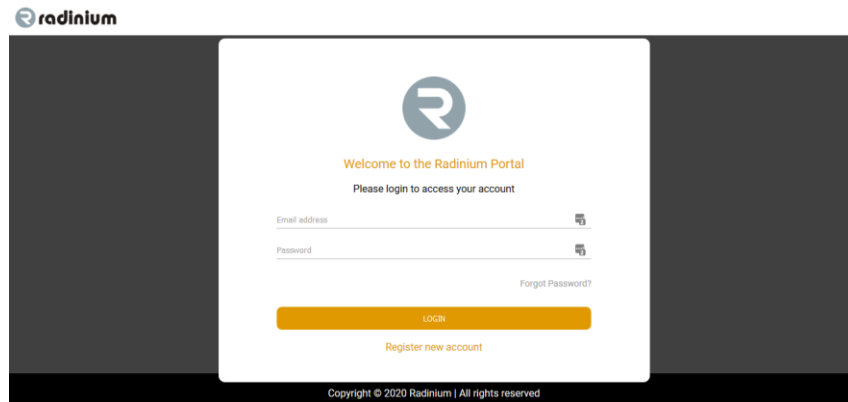 radinium
Welcome to the Radinium Portal
Please login to access your account
Email address
Password
Forgot Password?
LOGIN
Register new account
Copyright © 2020 Radinium | All rights reserved